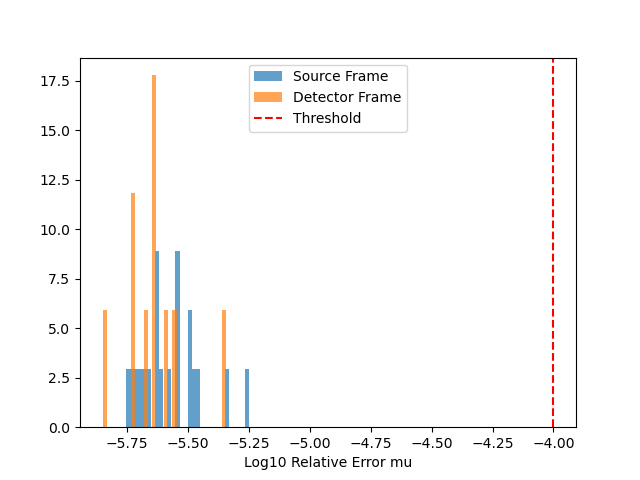 17.5
15.0
12.5
10.0
7.5
5.0
2.5
0.0
Source Frame
Detector Frame
Threshold
−5.75 −5.50 −5.25 −5.00 −4.75 −4.50 −4.25 −4.00
Log10 Relative Error mu